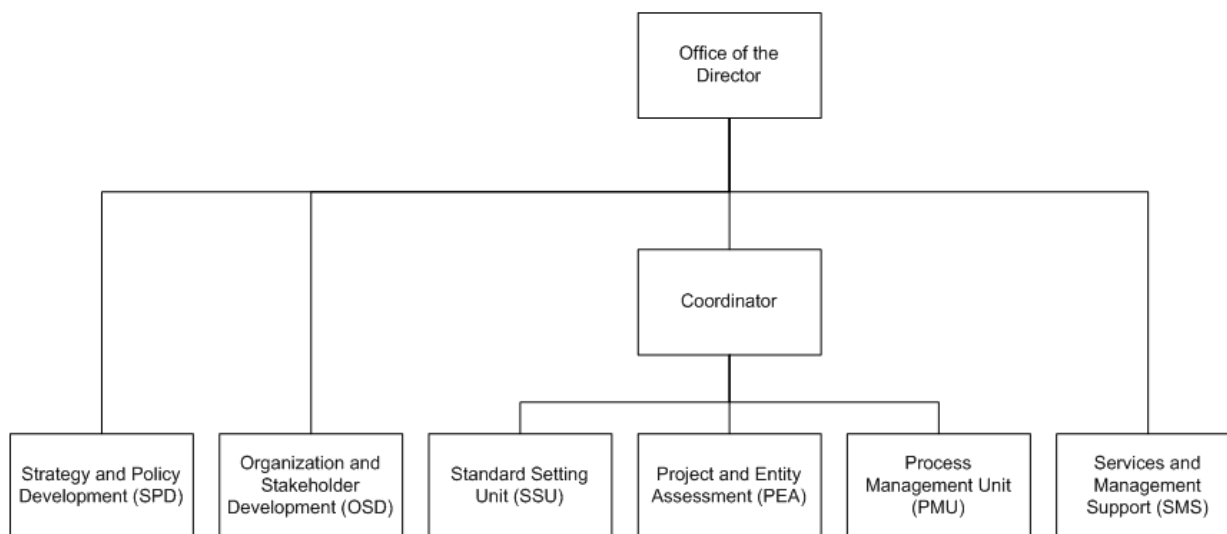 Office of the
Director
Coordinator
Strategy and Policy
Development (SPD)
Organization and
Stakeholder
Development (OSD)
Standard Setting
Unit (SSU)
Project and Entity
Assessment (PEA)
Process
Management Unit
(PMU)
Services and
Management
Support (SMS)